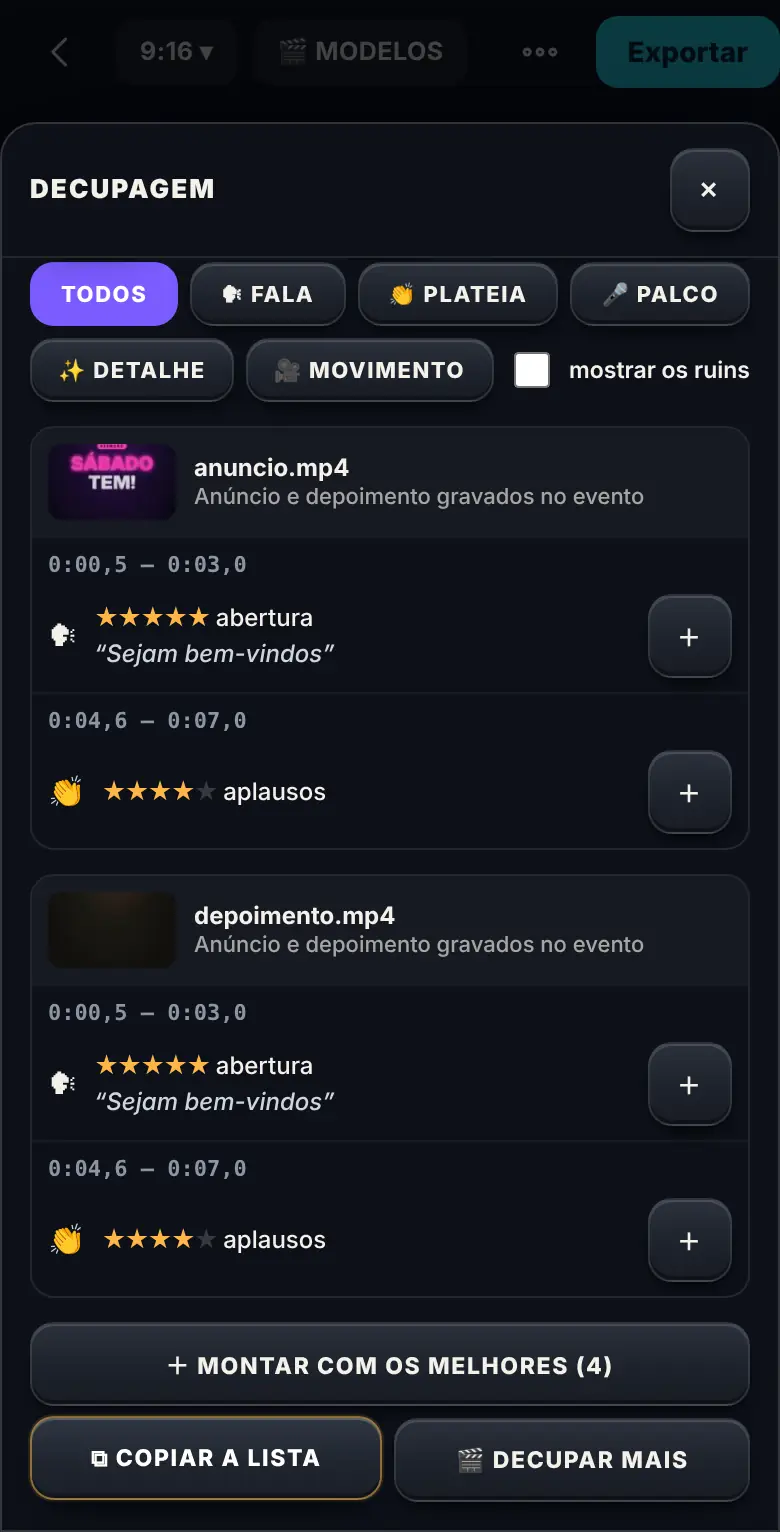 9:16 ▾
🎬 MODELOS
Exportar
DECUPAGEM
×
TODOS
🗣 FALA
👏 PLATEIA
🎤 PALCO
✨ DETALHE
🎥 MOVIMENTO
mostrar os ruins
SÁBADO
TEM!
anuncio.mp4
Anúncio e depoimento gravados no evento
0:00,5 – 0:03,0
🗣 ★★★★★ abertura
“Sejam bem-vindos”
+
0:04,6 – 0:07,0
👏 ★★★★★ aplausos
+
depoimento.mp4
Anúncio e depoimento gravados no evento
0:00,5 – 0:03,0
🗣 ★★★★★ abertura
“Sejam bem-vindos”
+
0:04,6 – 0:07,0
👏 ★★★★★ aplausos
+
+ MONTAR COM OS MELHORES (4)
⧉ COPIAR A LISTA
🎬 DECUPAR MAIS